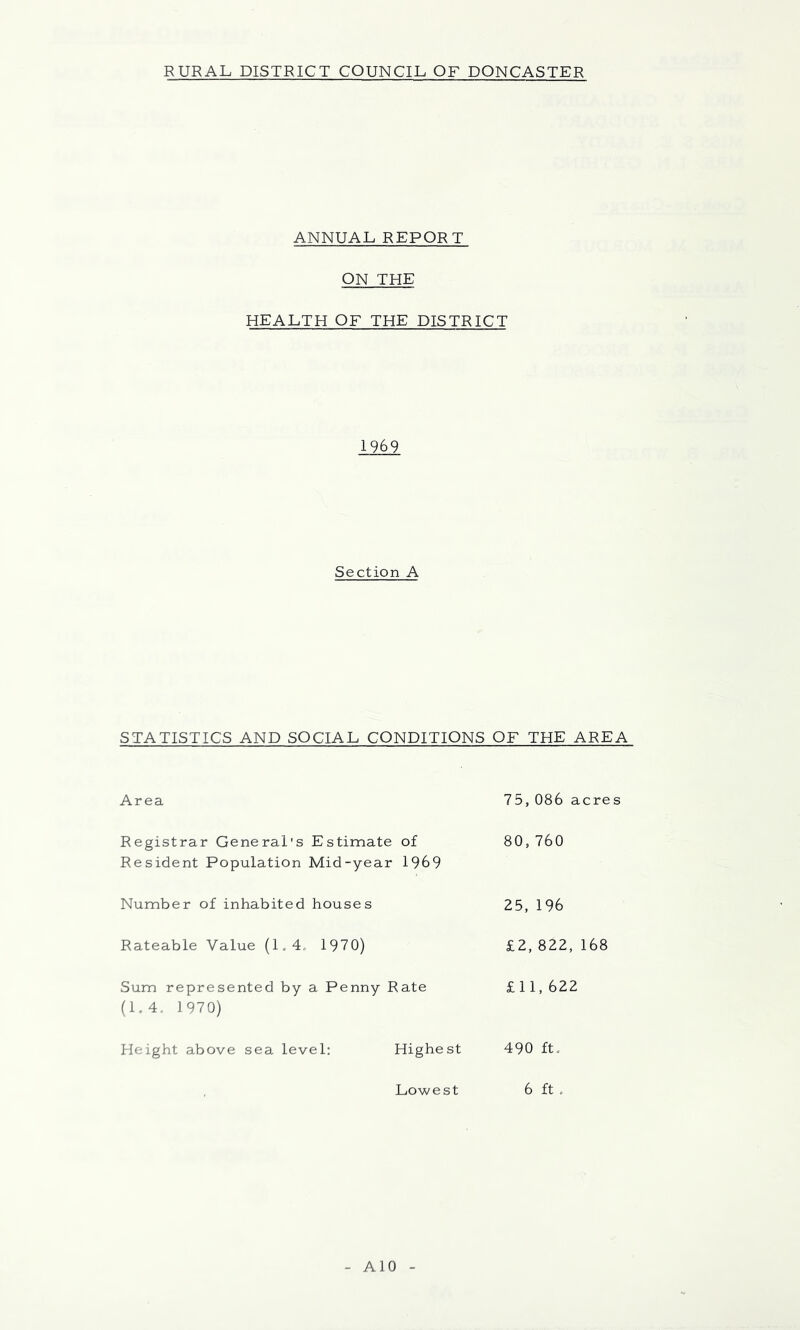 RURAL DISTRICT COUNCIL OF DONCASTER
ANNUAL REPORT
ON THE
HEALTH OF THE DISTRICT
1969
Section A
STATISTICS AND SOCIAL CONDITIONS OF THE AREA
Area 75,086 acres
Registrar General's Estimate of 80,760
Resident Population Mid-year 1969
Number of inhabited houses 25,196
Rateable Value (1.4. 1970) £2,822,168
Sum represented by a Penny Rate £11,622
(1.4. 1970)
Height above sea level: Highest 490 ft.
Lowest 6 ft.
- A10 -